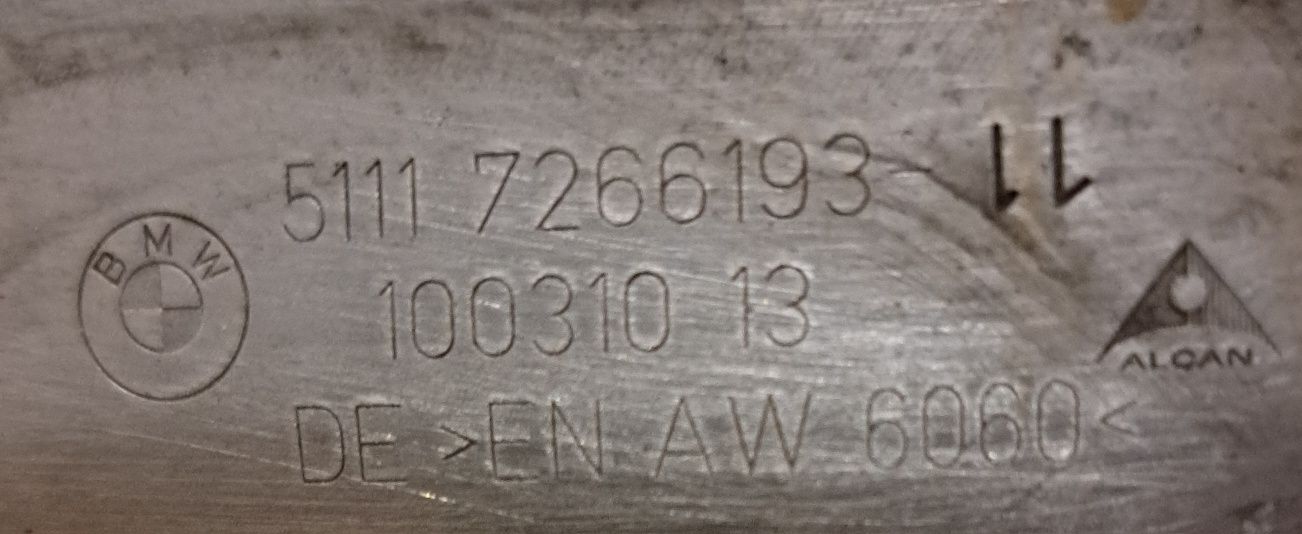 5111 7266193
11
BMW
100310 13
ALCAN
DE >EN AW 6060<